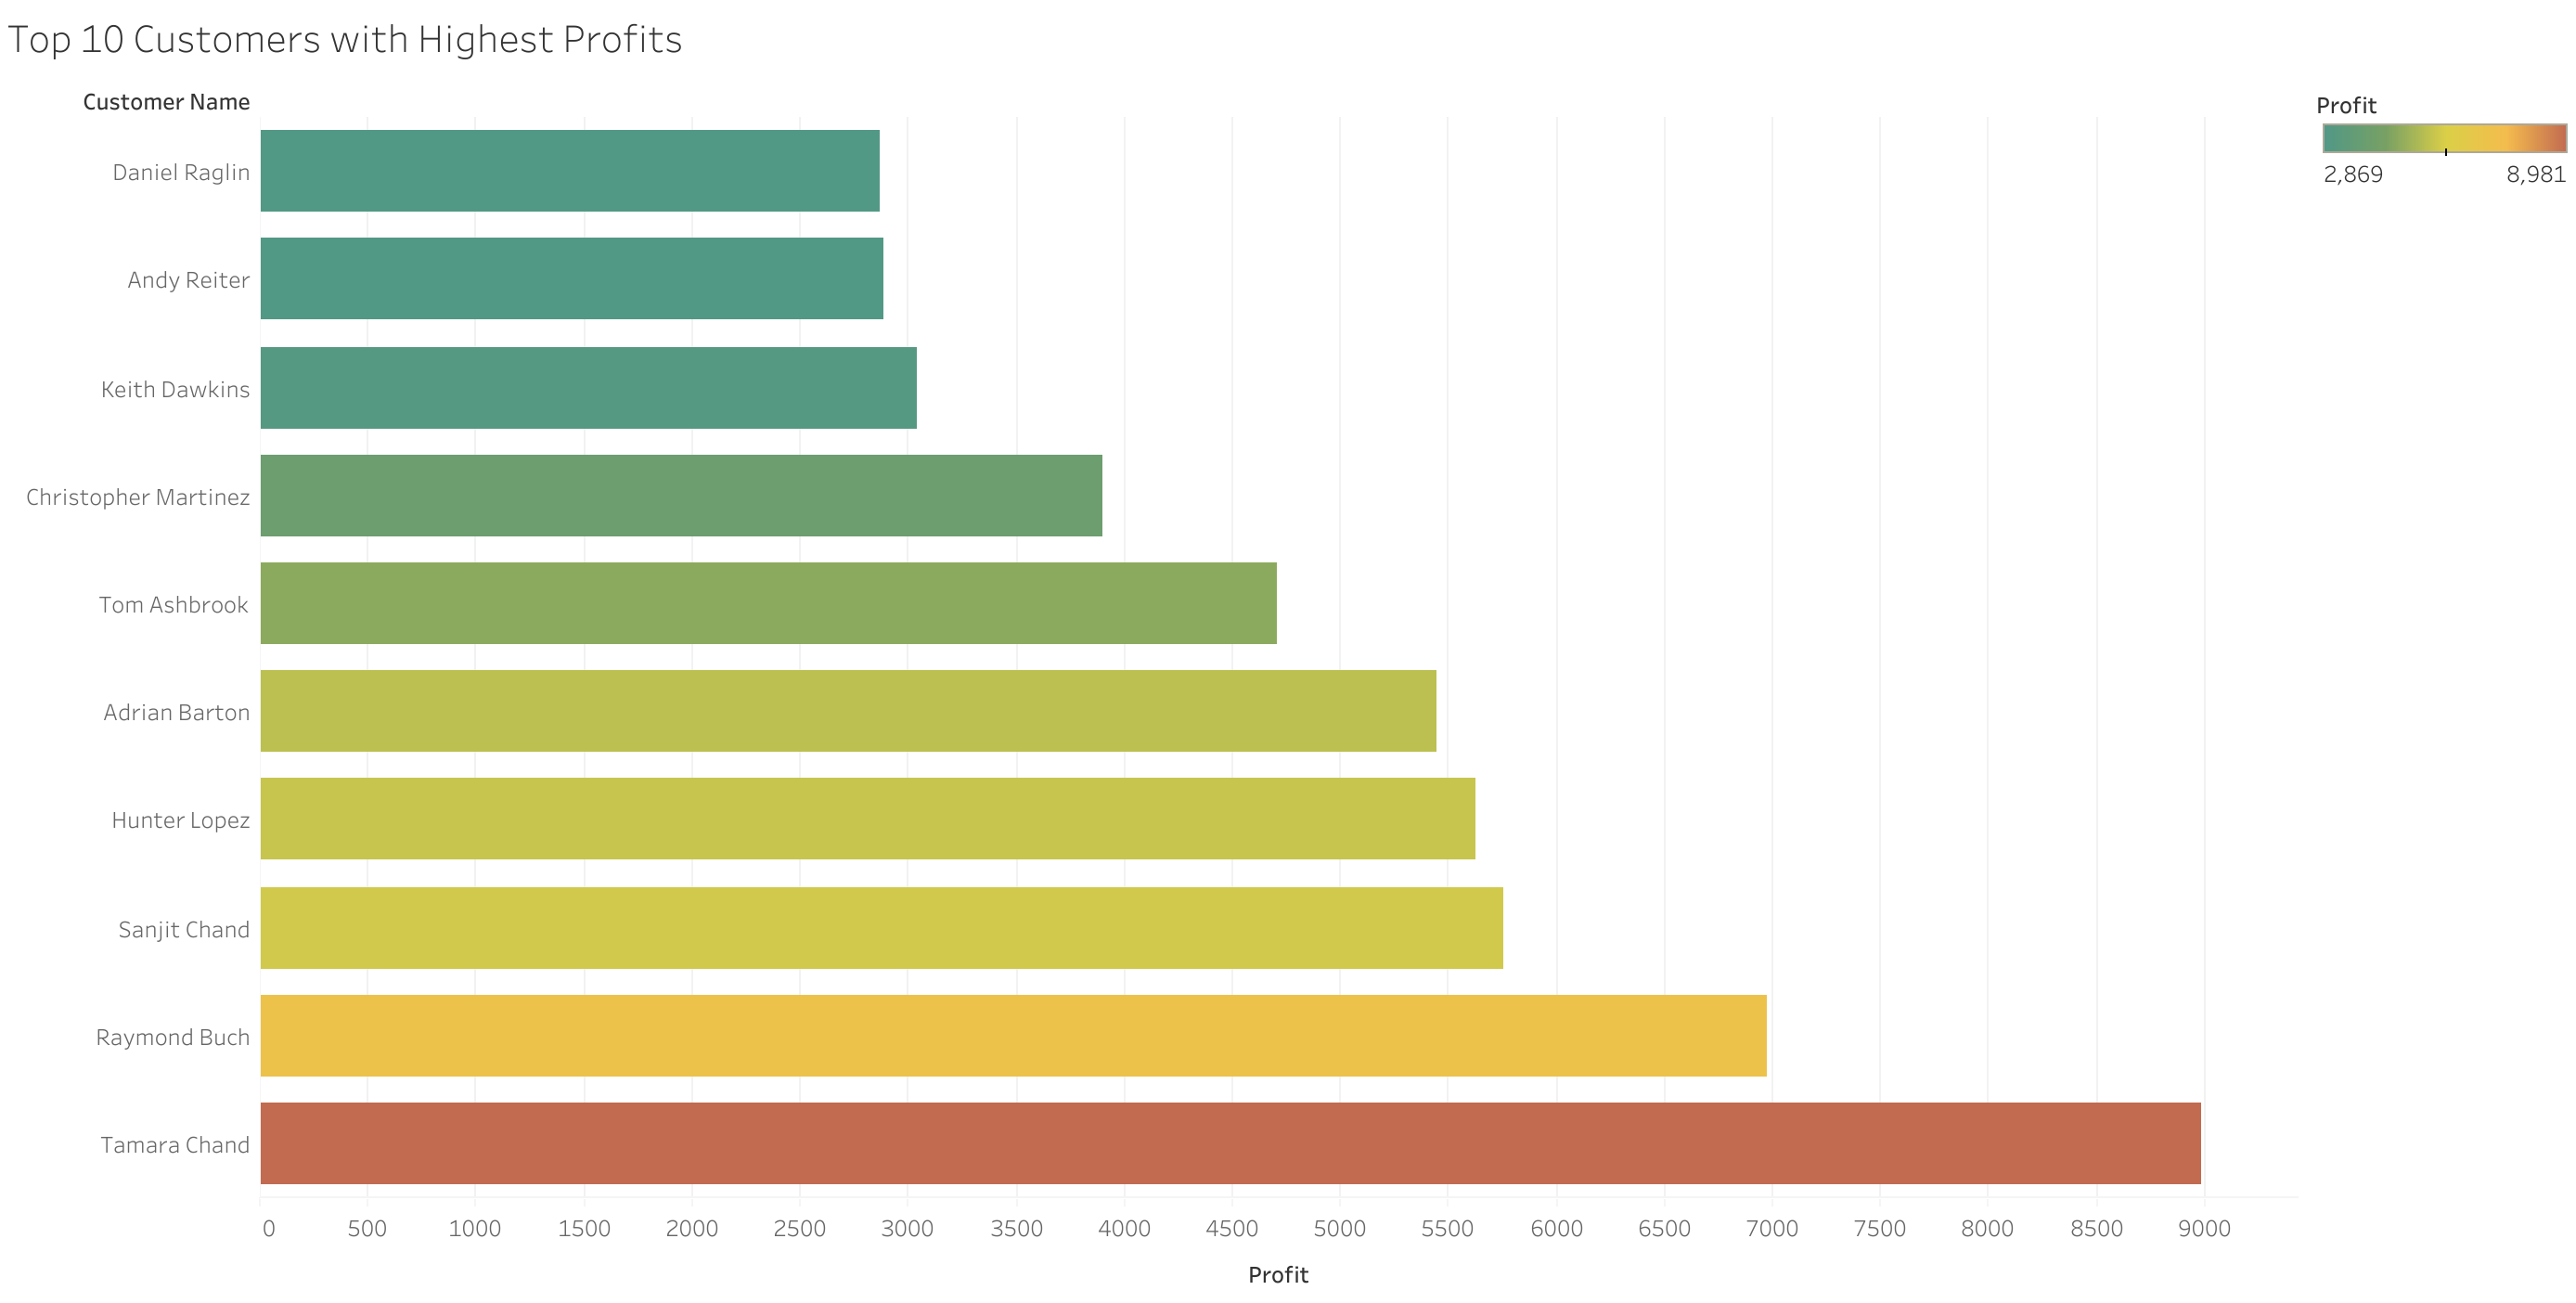 Top 10 Customers with Highest Profits
Customer Name
Daniel Raglin
Andy Reiter
Keith Dawkins
Christopher Martinez
Tom Ashbrook
Adrian Barton
Hunter Lopez
Sanjit Chand
Raymond Buch
Tamara Chand
0 500 1000 1500 2000 2500 3000 3500 4000 4500 5000 5500 6000 6500 7000 7500 8000 8500 9000
Profit
Profit
2,869 8,981